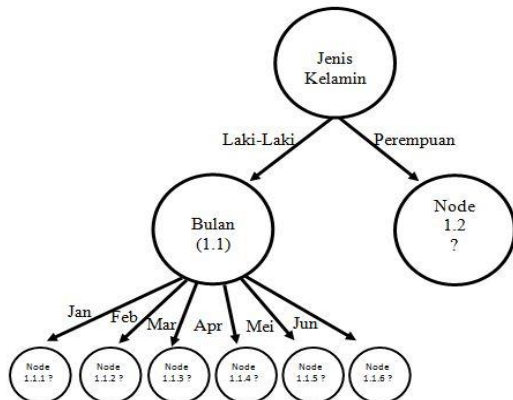 Jenis
Kelamin
Laki-Laki
Perempuan
Bulan
(1.1)
Node
1.2
?
Jan
Feb
Mar
Apr
Mei
Jun
Node
1.1.1 ?
Node
1.1.2 ?
Node
1.1.3 ?
Node
1.1.4 ?
Node
1.1.5 ?
Node
1.1.6 ?